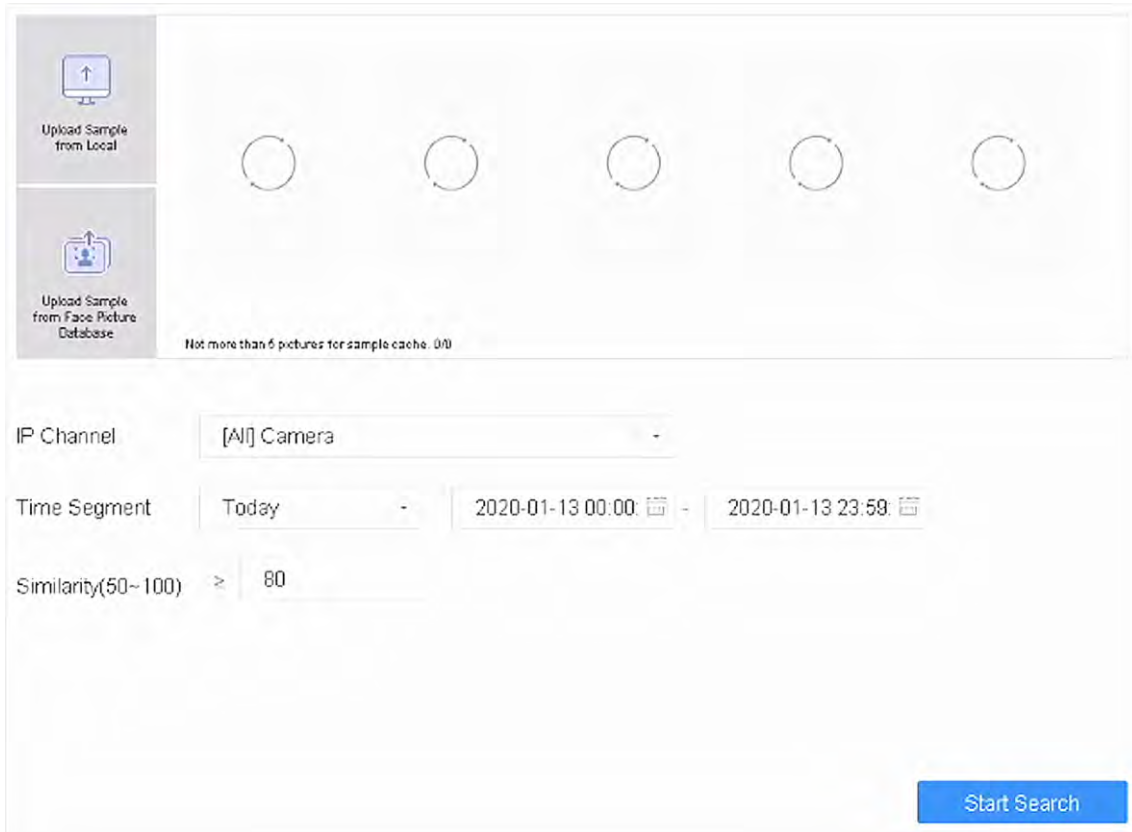 Upload Sample
from Local
Upload Sample
from Face Picture
Database
Not more than 6 pictures for sample cache. 0/0
IP Channel
[All] Camera
Time Segment
Today
2020-01-13 00:00:
-
2020-01-13 23:59:
Similarity(50~100)
≥
80
Start Search